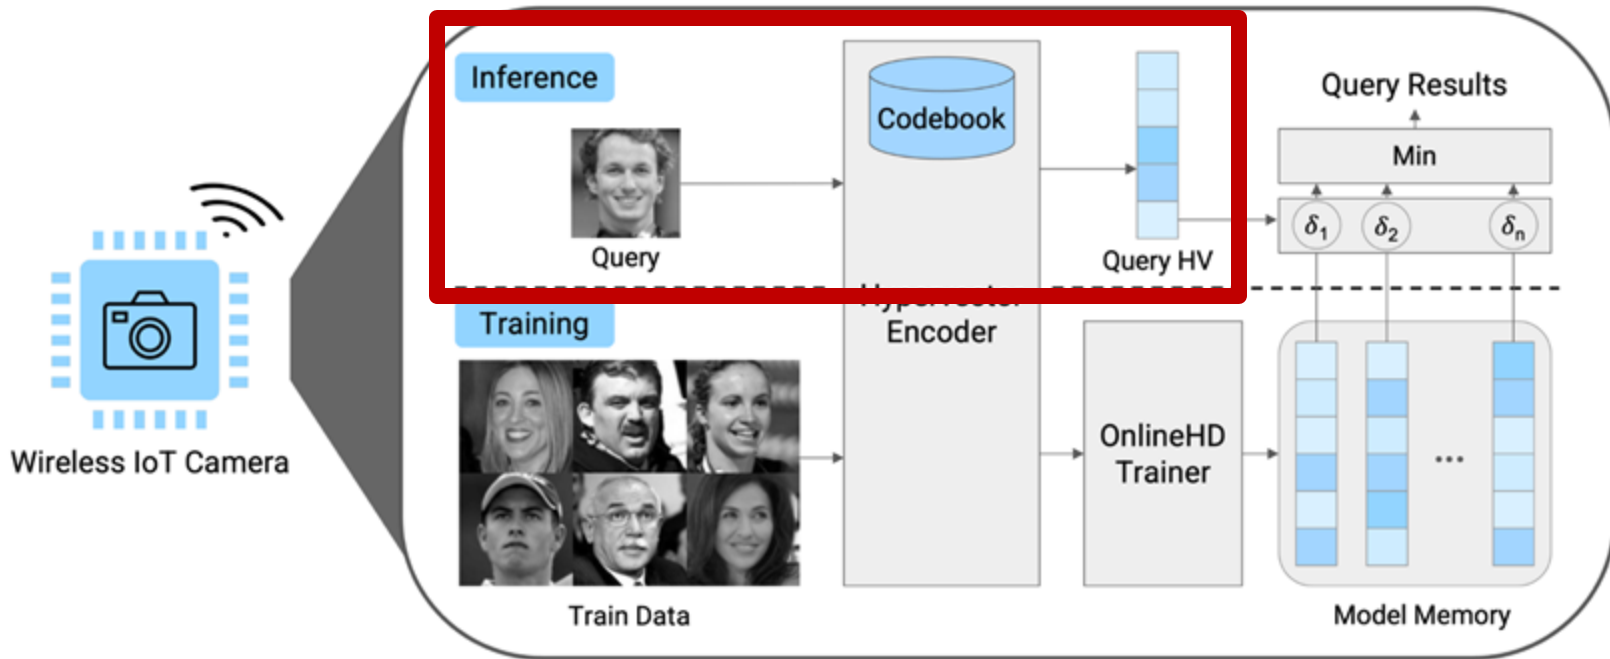 Inference
Codebook
Query
Query HV
Query Results
Min
δ1
δ2
δn
Training
Encoder
Wireless IoT Camera
OnlineHD
Trainer
...
Train Data
Model Memory